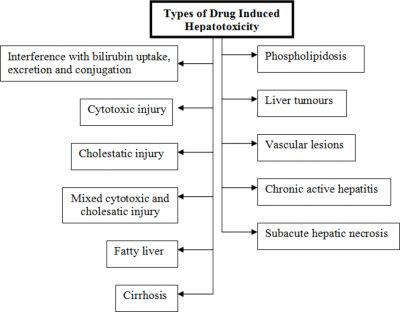 Types of Drug Induced
Hepatotoxicity
Interference with bilirubin uptake,
excretion and conjugation
Cytotoxic injury
Cholestatic injury
Mixed cytotoxic and
cholesatic injury
Fatty liver
Cirrhosis
Phospholipidosis
Liver tumours
Vascular lesions
Chronic active hepatitis
Subacute hepatic necrosis